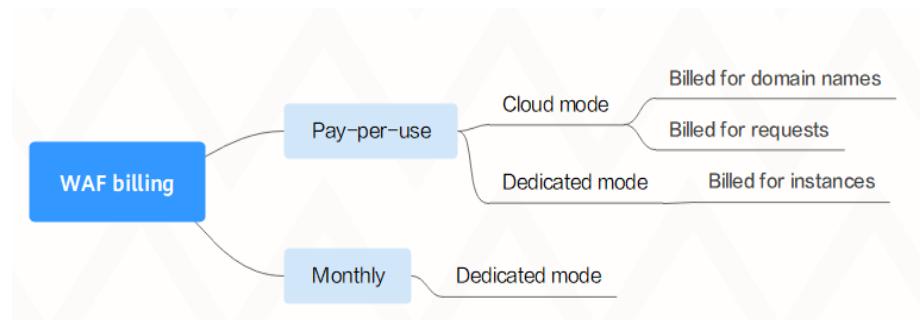 WAF billing
Pay-per-use
Cloud mode
Billed for domain names
Billed for requests
Dedicated mode
Billed for instances
Monthly
Dedicated mode